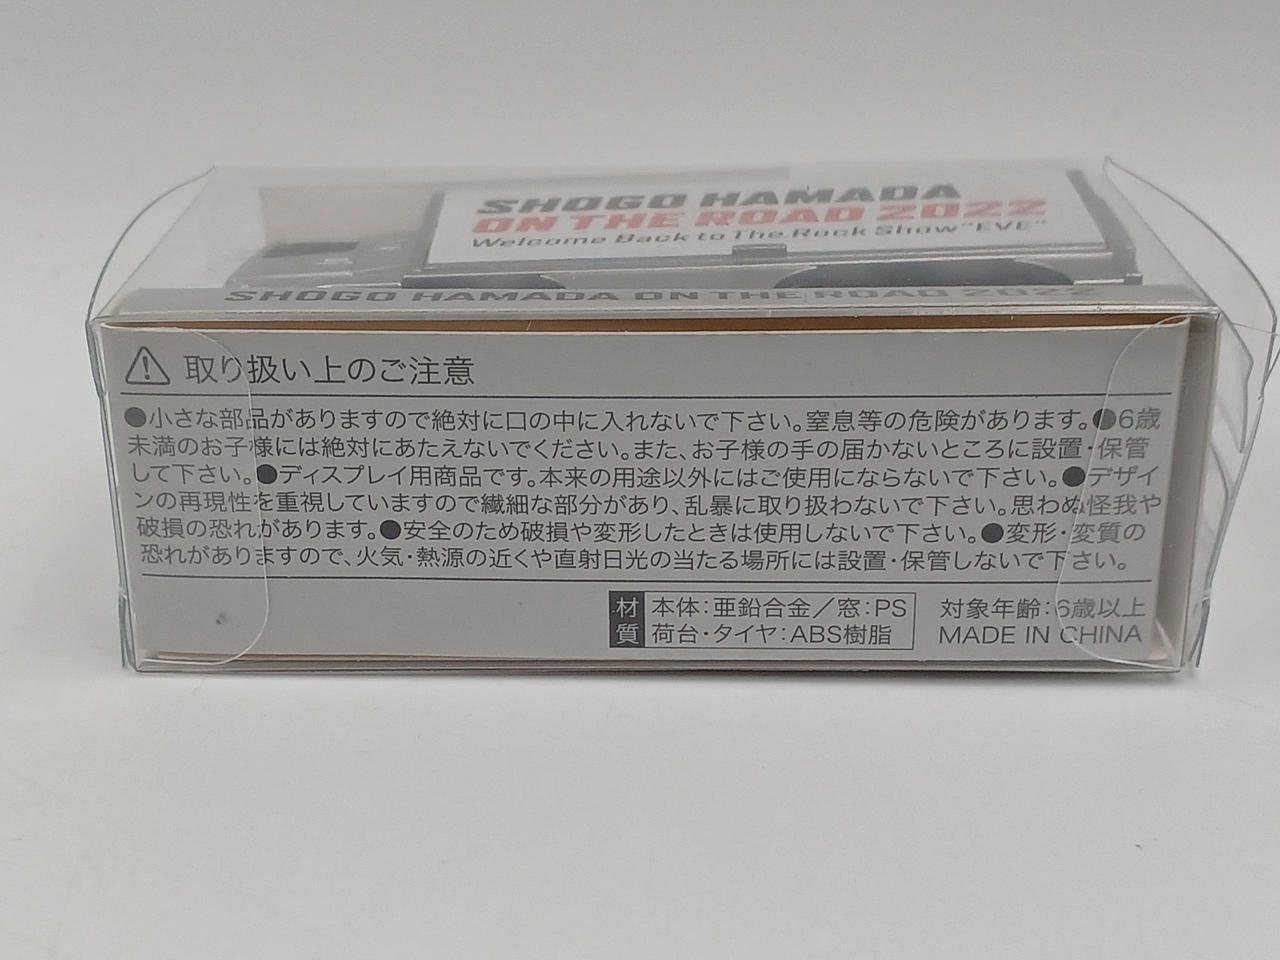 SHOGO HAMADA
ON THE ROAD 2022
Welcome Back to The Rock Show "EVE"
SHOGO HAMADA ON THE ROAD 2022
取り扱い上のご注意
●小さな部品がありますので絶対に口の中に入れないで下さい。窒息等の危険があります。●6歳
未満のお子様には絶対にあたえないでください。また、お子様の手の届かないところに設置・保管
して下さい。●ディスプレイ用商品です。本来の用途以外にはご使用にならないで下さい。●デザイ
ンの再現性を重視していますので繊細な部分があり、乱暴に取り扱わないで下さい。思わぬ怪我や
破損の恐れがあります。●安全のため破損や変形したときは使用しないで下さい。●変形・変質の
恐れがありますので、火気・熱源の近くや直射日光の当たる場所には設置・保管しないで下さい。
材質
本体：亜鉛合金／窓：PS
荷台・タイヤ：ABS樹脂
対象年齢：6歳以上
MADE IN CHINA